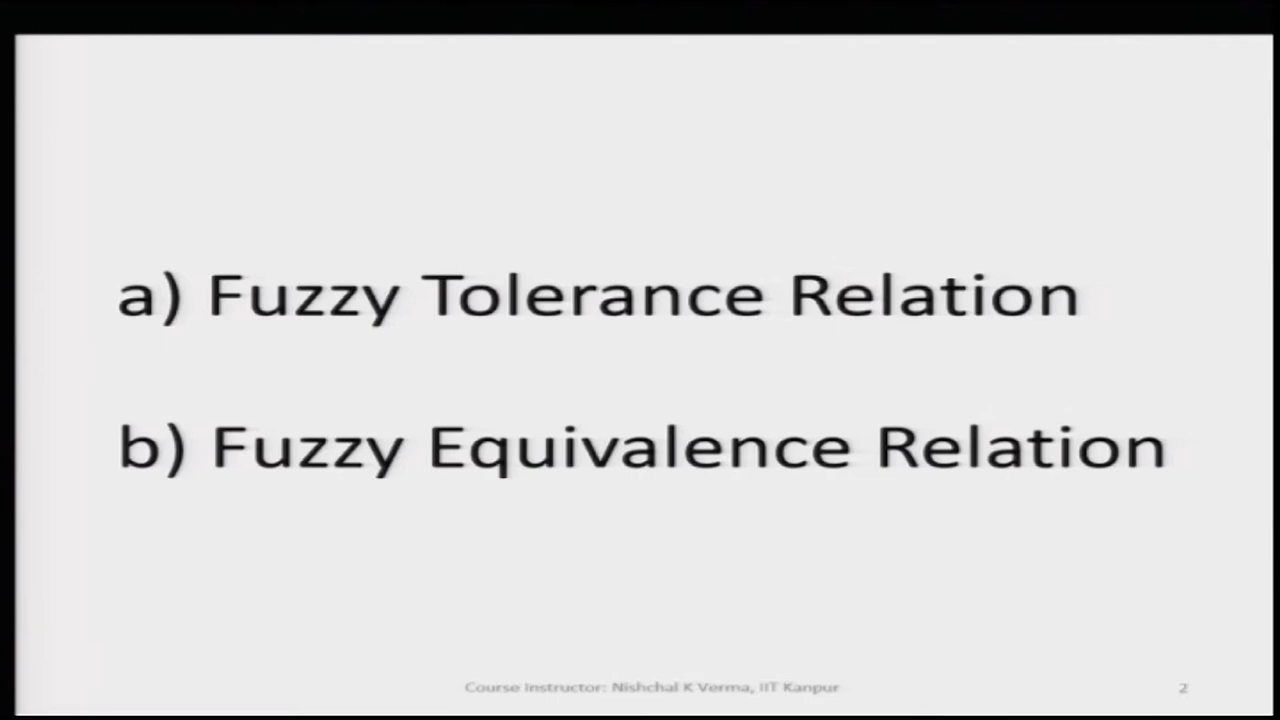 a) Fuzzy Tolerance Relation
b) Fuzzy Equivalence Relation
Course Instructor: Nishchal K Verma, IIT Kanpur
2